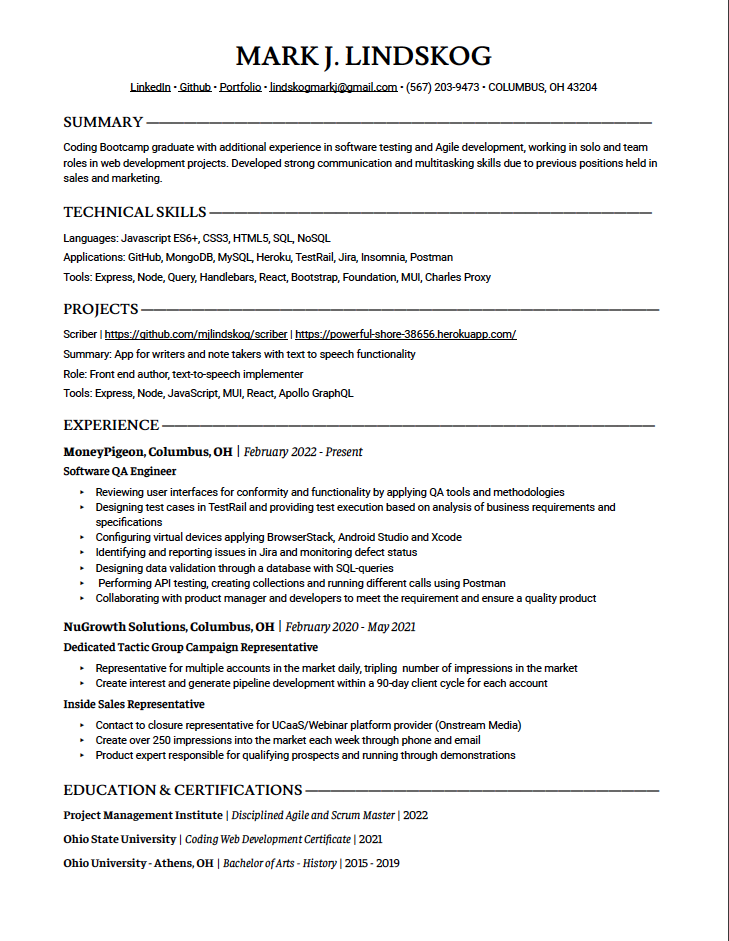 MARK J. LINDSKOG
LinkedIn • Github • Portfolio • lindskogmarkj@gmail.com • (567) 203-9473 • COLUMBUS, OH 43204
SUMMARY
Coding Bootcamp graduate with additional experience in software testing and Agile development, working in solo and team
roles in web development projects. Developed strong communication and multitasking skills due to previous positions held in
sales and marketing.
TECHNICAL SKILLS
Languages: Javascript ES6+, CSS3, HTML5, SQL, NoSQL
Applications: GitHub, MongoDB, MySQL, Heroku, TestRail, Jira, Insomnia, Postman
Tools: Express, Node, Query, Handlebars, React, Bootstrap, Foundation, MUI, Charles Proxy
PROJECTS
Scriber | https://github.com/mjlindskog/scriber | https://powerful-shore-38656.herokuapp.com/
Summary: App for writers and note takers with text to speech functionality
Role: Front end author, text-to-speech implementer
Tools: Express, Node, JavaScript, MUI, React, Apollo GraphQL
EXPERIENCE
MoneyPigeon, Columbus, OH | February 2022 - Present
Software QA Engineer
‣ Reviewing user interfaces for conformity and functionality by applying QA tools and methodologies
‣ Designing test cases in TestRail and providing test execution based on analysis of business requirements and
specifications
‣ Configuring virtual devices applying BrowserStack, Android Studio and Xcode
‣ Identifying and reporting issues in Jira and monitoring defect status
‣ Designing data validation through a database with SQL-queries
‣ Performing API testing, creating collections and running different calls using Postman
‣ Collaborating with product manager and developers to meet the requirement and ensure a quality product
NuGrowth Solutions, Columbus, OH | February 2020 - May 2021
Dedicated Tactic Group Campaign Representative
‣ Representative for multiple accounts in the market daily, tripling number of impressions in the market
‣ Create interest and generate pipeline development within a 90-day client cycle for each account
Inside Sales Representative
‣ Contact to closure representative for UCaaS/Webinar platform provider (Onstream Media)
‣ Create over 250 impressions into the market each week through phone and email
‣ Product expert responsible for qualifying prospects and running through demonstrations
EDUCATION & CERTIFICATIONS
Project Management Institute | Disciplined Agile and Scrum Master | 2022
Ohio State University | Coding Web Development Certificate | 2021
Ohio University - Athens, OH | Bachelor of Arts - History | 2015 - 2019